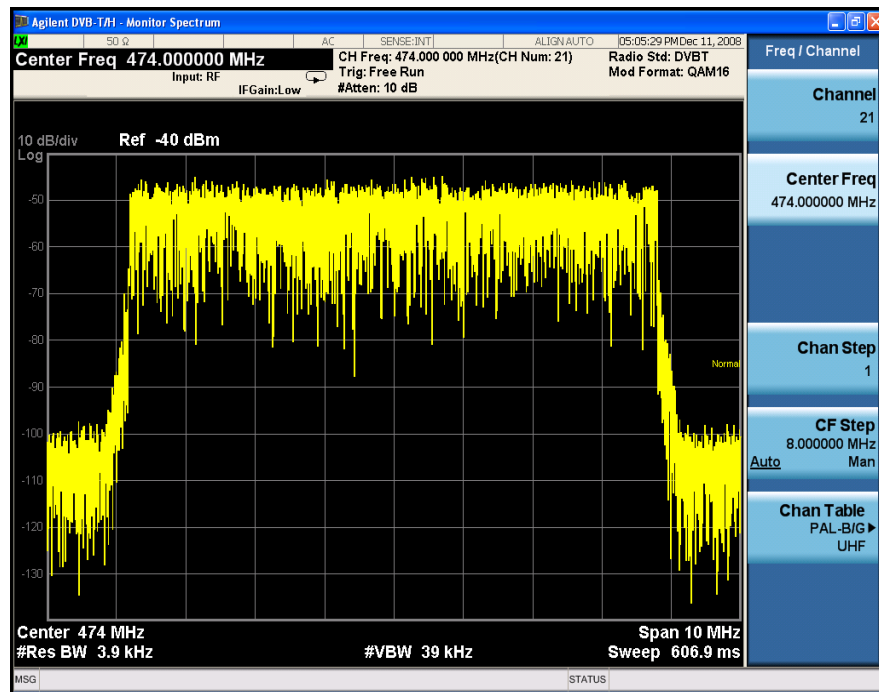 Agilent DVB-T/H - Monitor Spectrum
LXI 50 Ω AC SENSE:INT ALIGN AUTO 05:05:29 PM Dec 11, 2008
Center Freq 474.000000 MHz
CH Freq: 474.000 000 MHz(CH Num: 21)
Radio Std: DVBT
Input: RF
Trig: Free Run
Mod Format: QAM16
IFGain:Low
#Atten: 10 dB
10 dB/div
Ref -40 dBm
Log
-50
-60
-70
-80
-90
-100
-110
-120
-130
Normal
Center 474 MHz
Span 10 MHz
#Res BW 3.9 kHz
#VBW 39 kHz
Sweep 606.9 ms
MSG
STATUS
Freq / Channel
Channel
21
Center Freq
474.000000 MHz
Chan Step
1
CF Step
8.000000 MHz
Auto Man
Chan Table
PAL-B/G
UHF